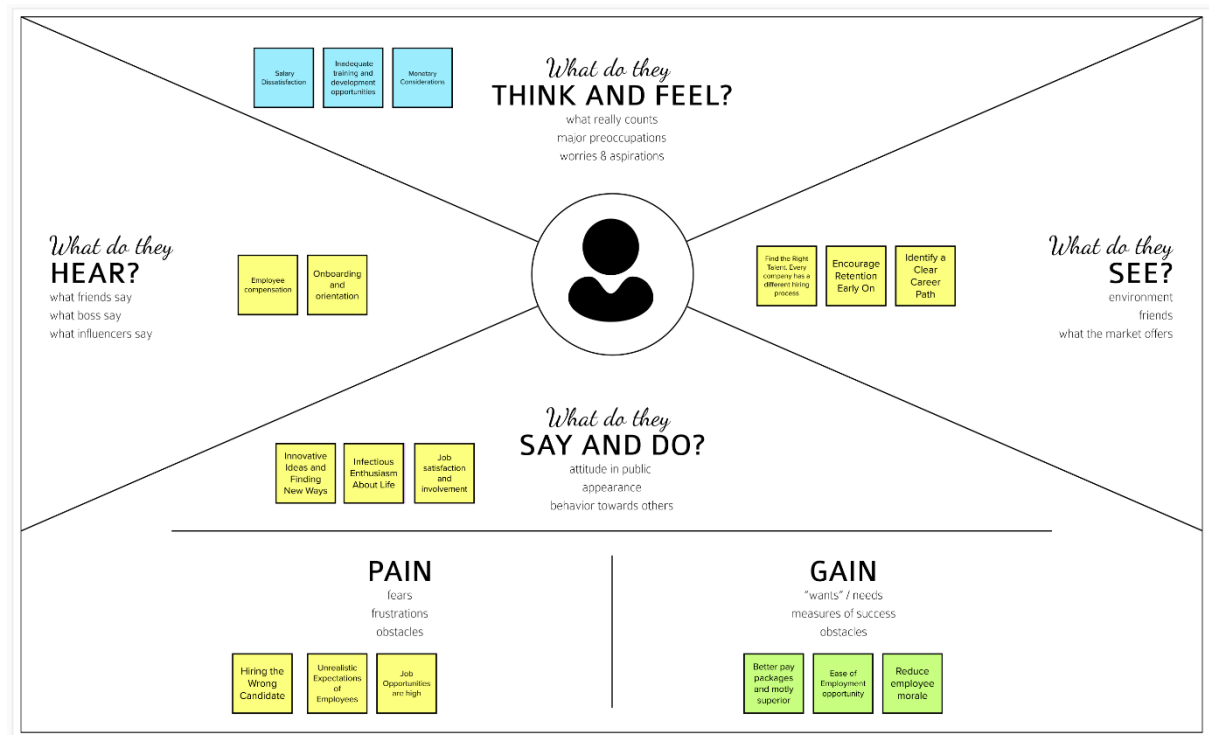 Salary
Dissatisfaction
Inadequate
training and
development
opportunities
Monetary
Considerations
What do they
THINK AND FEEL?
what really counts
major preoccupations
worries & aspirations
What do they
HEAR?
what friends say
what boss say
what influencers say
Employee
compensation
Onboarding
and
orientation
Find the Right
Talent. Every
company has a
different hiring
process
Encourage
Retention
Early On
Identify a
Clear
Career
Path
What do they
SEE?
environment
friends
what the market offers
What do they
SAY AND DO?
attitude in public
appearance
behavior towards others
Innovative
Ideas and
Finding
New Ways
Infectious
Enthusiasm
About Life
Job
satisfaction
and
involvement
PAIN
fears
frustrations
obstacles
Hiring the
Wrong
Candidate
Unrealistic
Expectations
of
Employees
Job
Opportunities
are high
GAIN
"wants" / needs
measures of success
obstacles
Better pay
packages
and motly
superior
Ease of
Employment
opportunity
Reduce
employee
morale